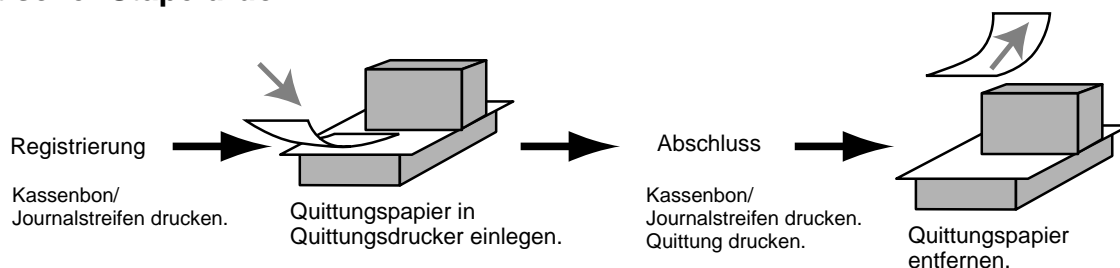 Registrierung
Kassenbon/
Journalstreifen drucken.
Quittungspapier in
Quittungsdrucker einlegen.
Abschluss
Kassenbon/
Journalstreifen drucken.
Quittung drucken.
Quittungspapier
entfernen.